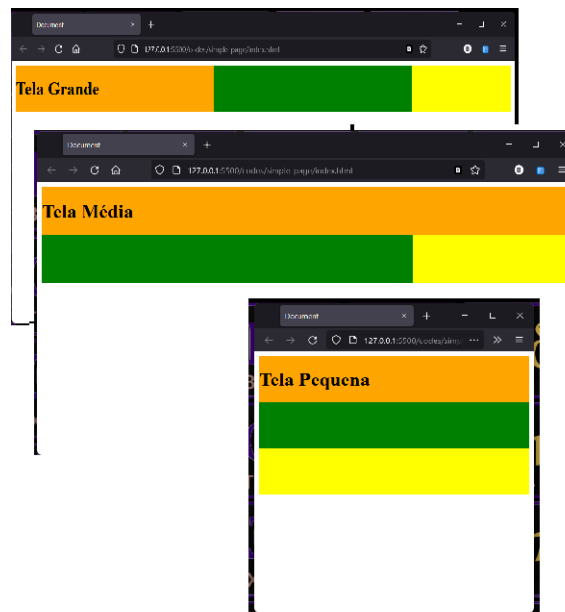 Document
127.0.0.1:5500/codes/simple-page/index.html
Tela Grande
Document
127.0.0.1:5500/codes/simple-page/index.html
Tela Média
Document
127.0.0.1:5500/codes/simp
Tela Pequena